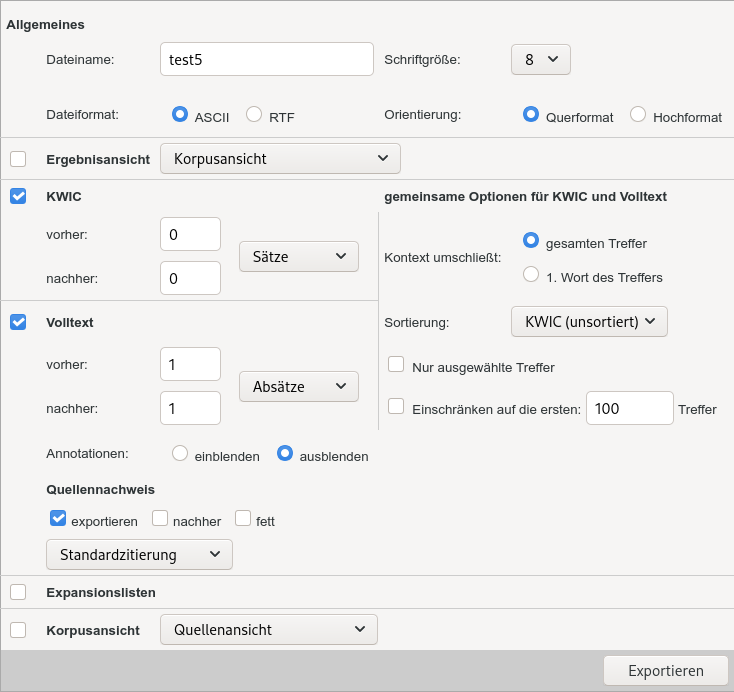 Allgemeines
Dateiname: test5 Schriftgröße: 8
Dateiformat: ASCII RTF Orientierung: Querformat Hochformat
Ergebnisansicht Korpusansicht
KWIC gemeinsame Optionen für KWIC und Volltext
vorher: 0 Sätze
nachher: 0
Kontext umschließt: gesamten Treffer
1. Wort des Treffers
Volltext Sortierung: KWIC (unsortiert)
vorher: 1 Absätze
nachher: 1
Nur ausgewählte Treffer
Einschränken auf die ersten: 100 Treffer
Annotationen: einblenden ausblenden
Quellennachweis
exportieren nachher fett
Standardzitierung
Expansionslisten
Korpusansicht Quellenansicht
Exportieren